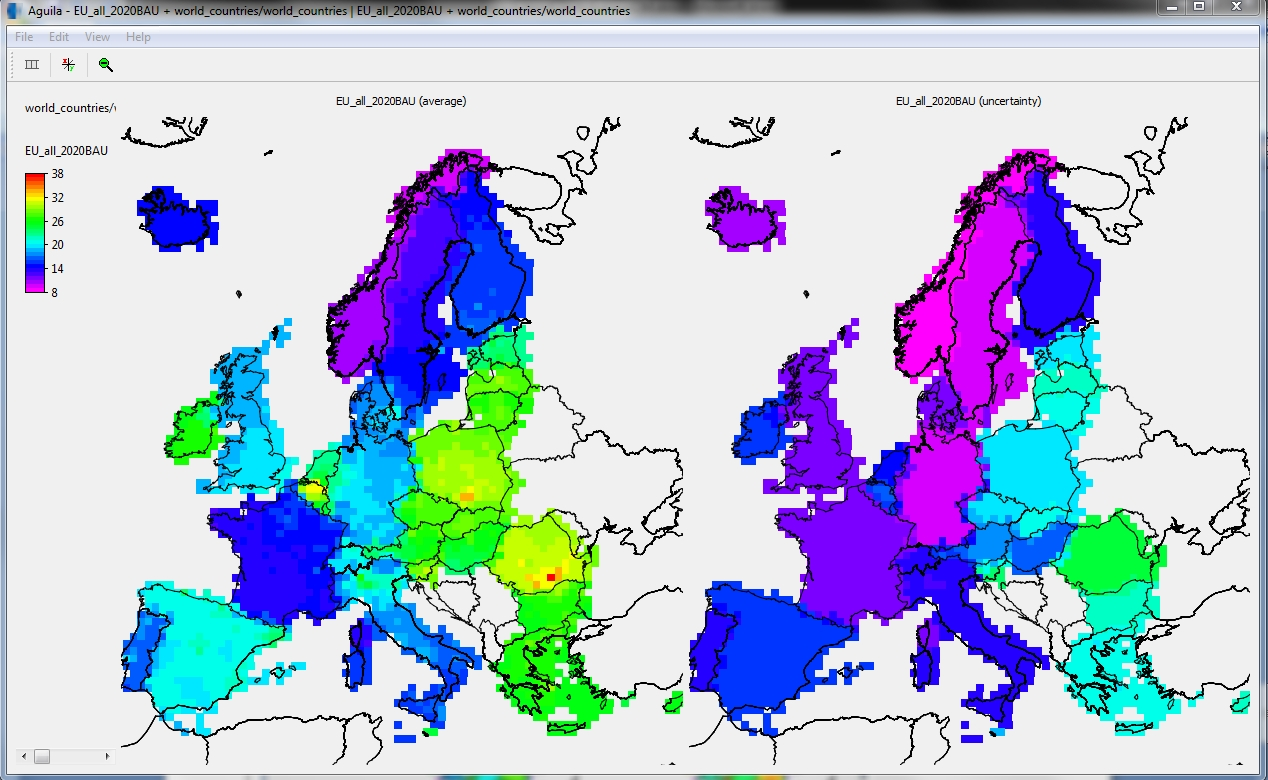 Aguila - EU_all_2020BAU + world_countries/world_countries | EU_all_2020BAU + world_countries/world_countries
File Edit View Help
world_countries/
EU_all_2020BAU (average)
EU_all_2020BAU (uncertainty)
EU_all_2020BAU
38
32
26
20
14
8